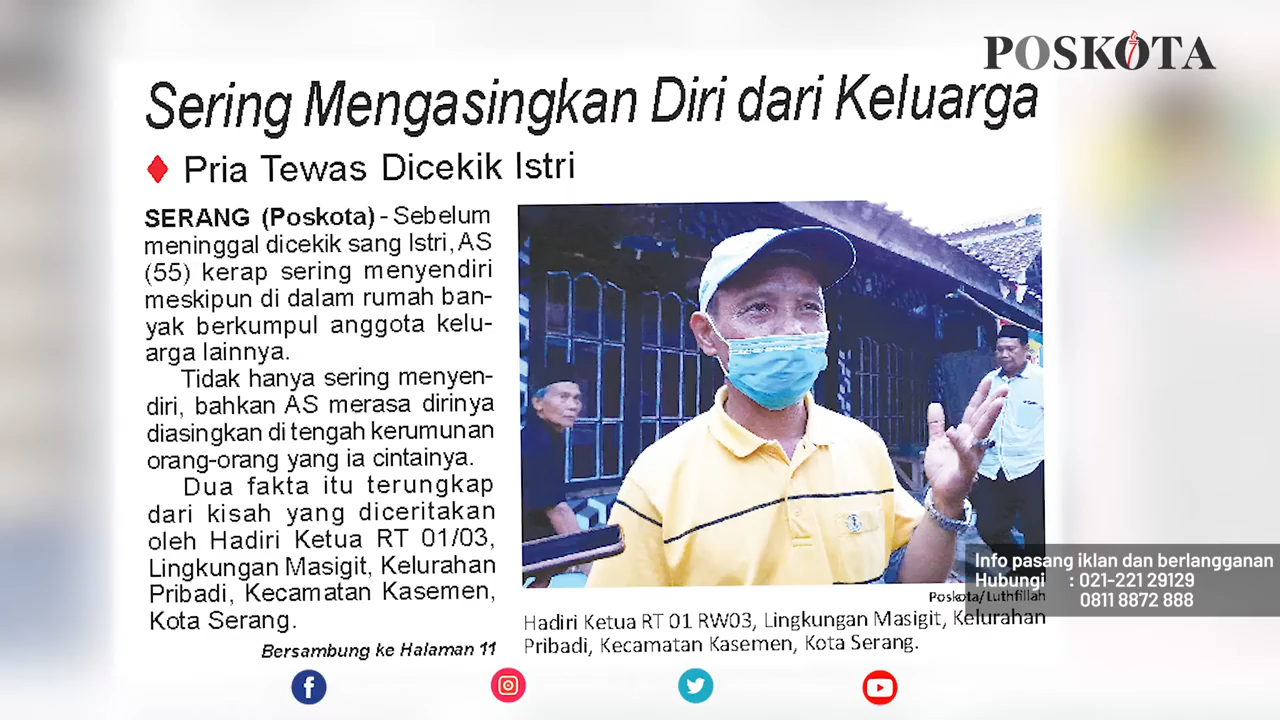 POSKOTA
Sering Mengasingkan Diri dari Keluarga
Pria Tewas Dicekik Istri
SERANG (Poskota) - Sebelum
meninggal dicekik sang Istri, AS
(55) kerap sering menyendiri
meskipun di dalam rumah ban-
yak berkumpul anggota kelu-
arga lainnya.
Tidak hanya sering menyen-
diri, bahkan AS merasa dirinya
diasingkan di tengah kerumunan
orang-orang yang ia cintainya.
Dua fakta itu terungkap
dari kisah yang diceritakan
oleh Hadiri Ketua RT 01/03,
Lingkungan Masigit, Kelurahan
Pribadi, Kecamatan Kasemen,
Kota Serang.
Bersambung ke Halaman 11
Poskota/Luthfillah
Hadiri Ketua RT 01 RW03, Lingkungan Masigit, Kelurahan
Pribadi, Kecamatan Kasemen, Kota Serang.
Info pasang iklan dan berlangganan
Hubungi : 021-221 29129
0811 8872 888